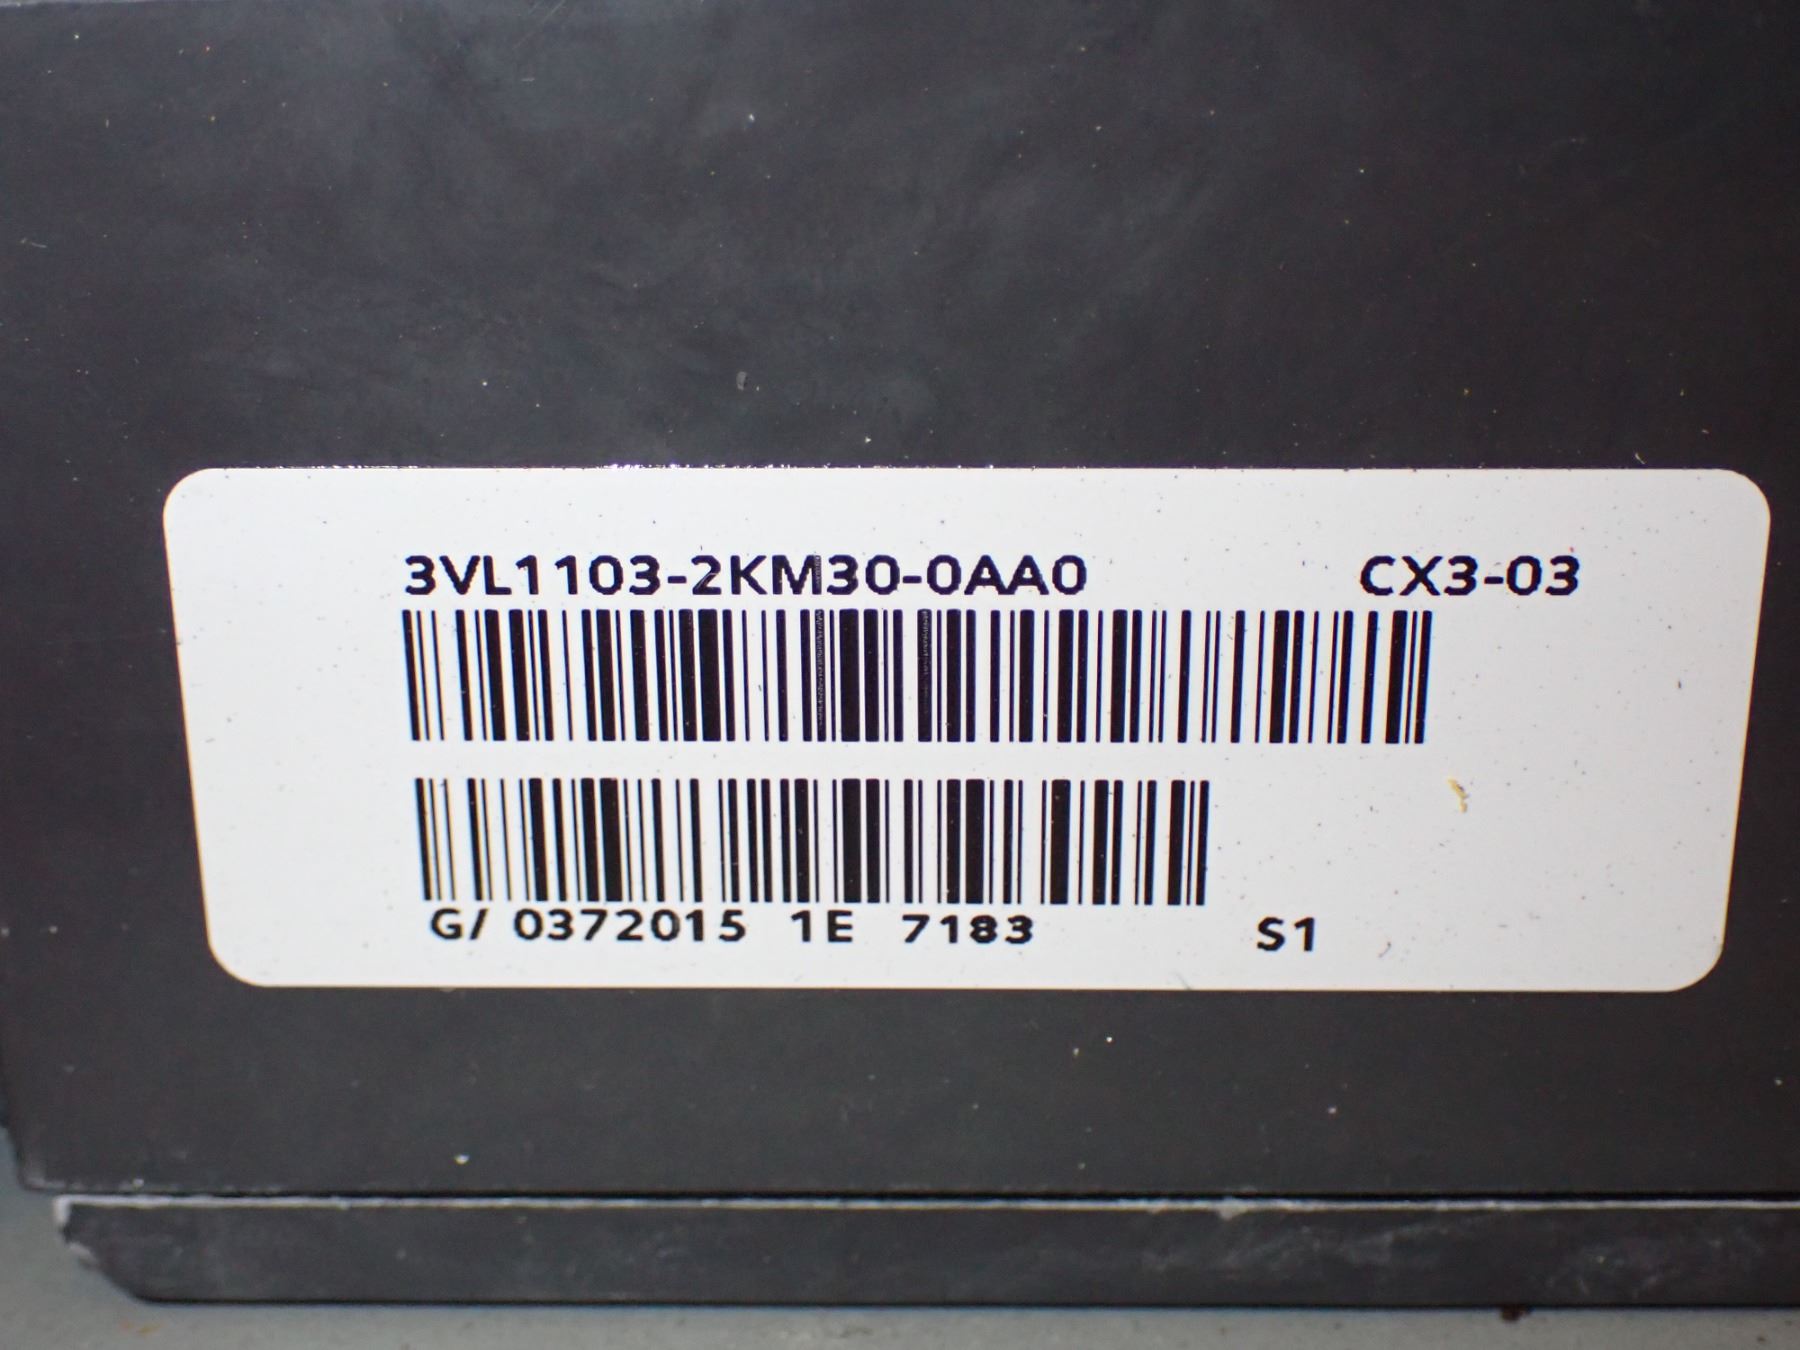 3VL1103-2KM30-0AA0 CX3-03
G/ 0372015 1E 7183 S1